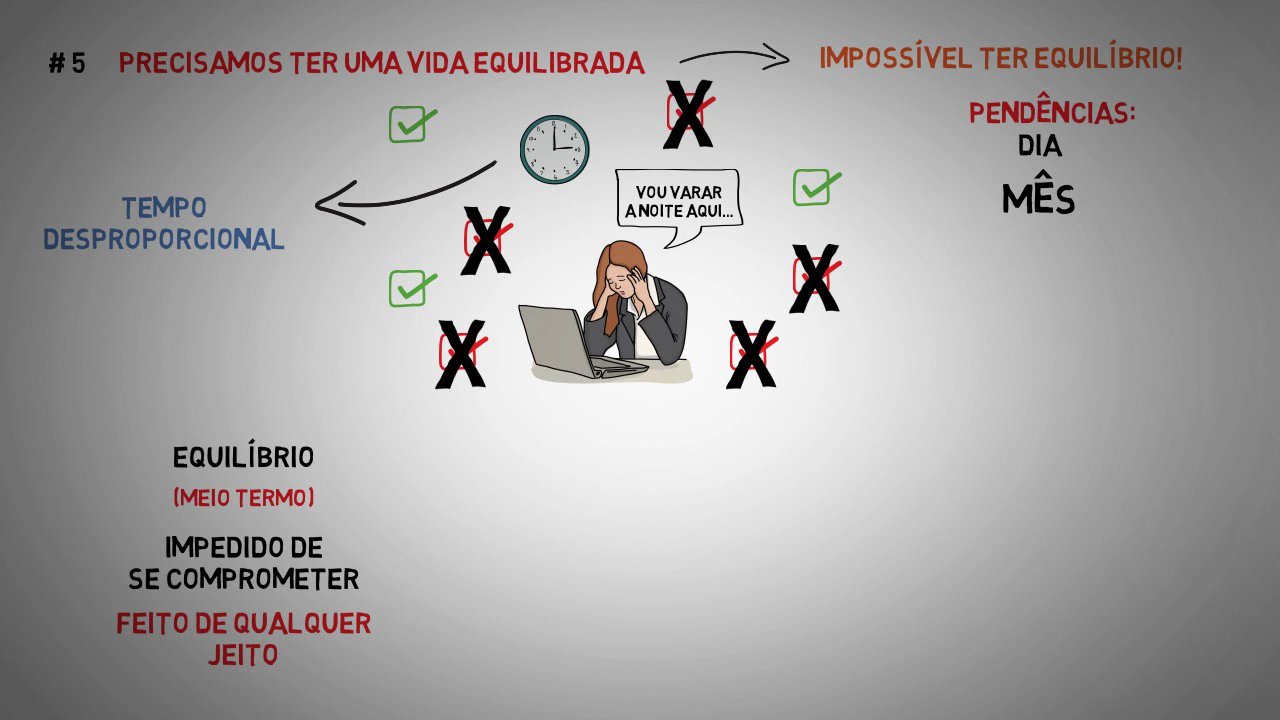 # 5 PRECISAMOS TER UMA VIDA EQUILIBRADA
IMPOSSÍVEL TER EQUILÍBRIO!
PENDÊNCIAS:
DIA
MÊS
VOU VARAR
A NOITE AQUI...
TEMPO
DESPROPORCIONAL
EQUILÍBRIO
(MEIO TERMO)
IMPEDIDO DE
SE COMPROMETER
FEITO DE QUALQUER
JEITO